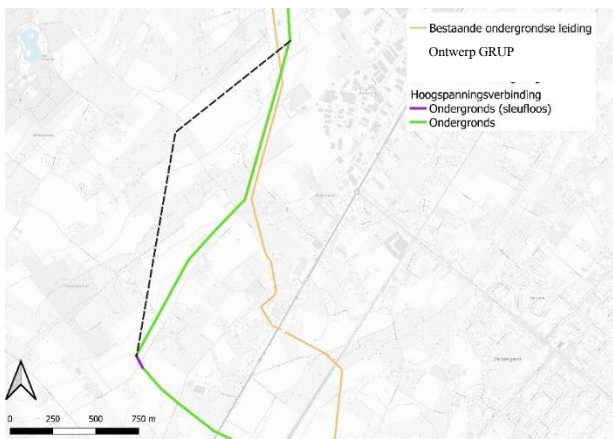 Bestaande ondergrondse leiding
Ontwerp GRUP
Hoogspanningsverbinding
Ondergronds (sleufloos)
Ondergronds
0 250 500 750 m